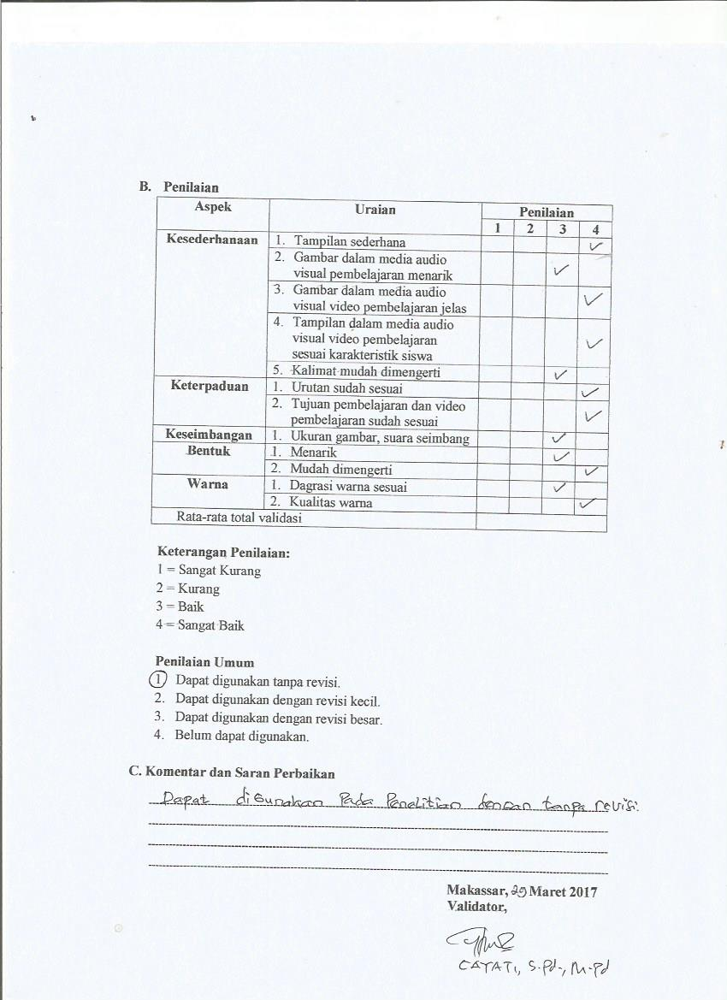 B. Penilaian
Aspek Uraian Penilaian
1 2 3 4
Kesederhanaan 1. Tampilan sederhana ✓
2. Gambar dalam media audio
visual pembelajaran menarik ✓
3. Gambar dalam media audio
visual video pembelajaran jelas ✓
4. Tampilan dalam media audio
visual video pembelajaran
sesuai karakteristik siswa ✓
5. Kalimat mudah dimengerti ✓
Keterpaduan 1. Urutan sudah sesuai ✓
2. Tujuan pembelajaran dan video
pembelajaran sudah sesuai ✓
Keseimbangan 1. Ukuran gambar, suara seimbang ✓
Bentuk 1. Menarik ✓
2. Mudah dimengerti ✓
Warna 1. Dagrasi warna sesuai ✓
2. Kualitas warna ✓
Rata-rata total validasi
Keterangan Penilaian:
1 = Sangat Kurang
2 = Kurang
3 = Baik
4 = Sangat Baik
Penilaian Umum
1 Dapat digunakan tanpa revisi.
2. Dapat digunakan dengan revisi kecil.
3. Dapat digunakan dengan revisi besar.
4. Belum dapat digunakan.
C. Komentar dan Saran Perbaikan
Dapat digunakan Pada Penelitian dengan tanpa revisi.
Makassar, 29 Maret 2017
Validator,
CAYATI, S.Pd., M.Pd